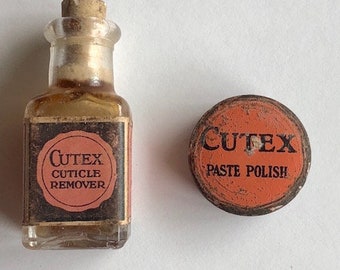 CUTEX
CUTICLE
REMOVER
CUTEX
PASTE POLISH